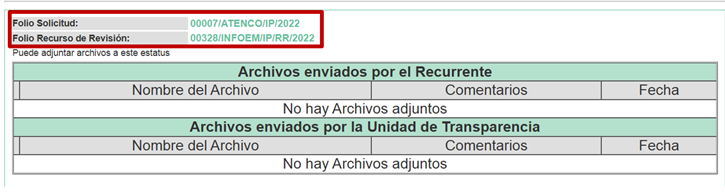 Folio Solicitud: 00007/ATENCO/IP/2022
Folio Recurso de Revisión: 00328/INFOEM/IP/RR/2022
Puede adjuntar archivos a este estatus
Archivos enviados por el Recurrente
Nombre del Archivo Comentarios Fecha
No hay Archivos adjuntos
Archivos enviados por la Unidad de Transparencia
Nombre del Archivo Comentarios Fecha
No hay Archivos adjuntos